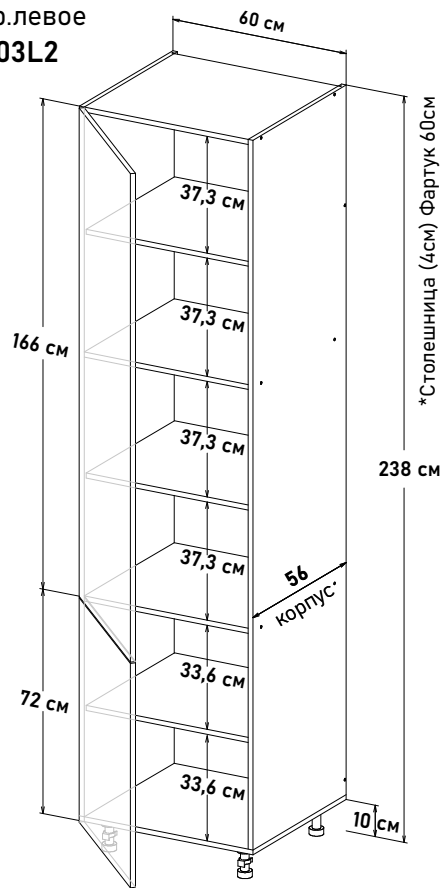 р.левое
03L2
60 см
37,3 см
37,3 см
166 см
37,3 см
37,3 см
33,6 см
72 см
33,6 см
56
корпус*
238 см
10 см
*Столешница (4см) Фартук 60см